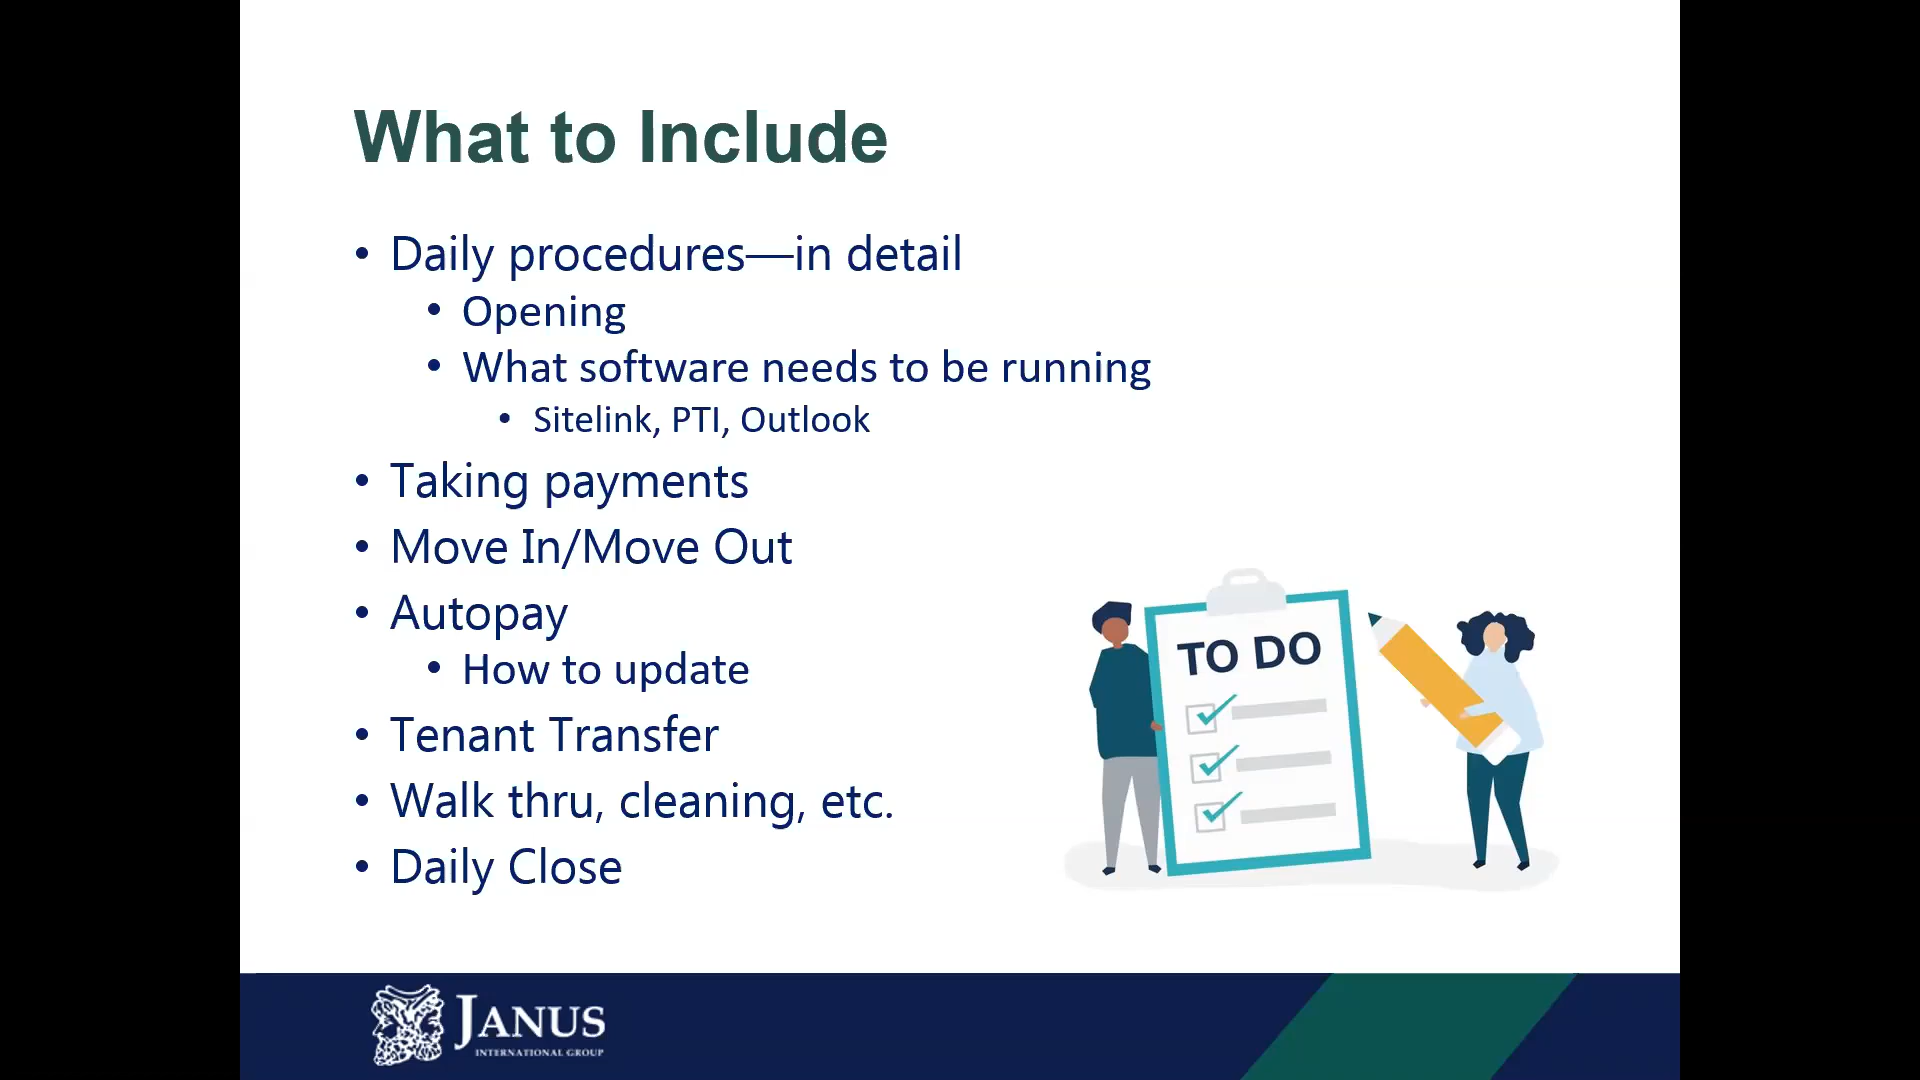 What to Include
• Daily procedures—in detail
• Opening
• What software needs to be running
• Sitelink, PTI, Outlook
• Taking payments
• Move In/Move Out
• Autopay
• How to update
• Tenant Transfer
• Walk thru, cleaning, etc.
• Daily Close
TO DO
JANUS
INTERNATIONAL GROUP